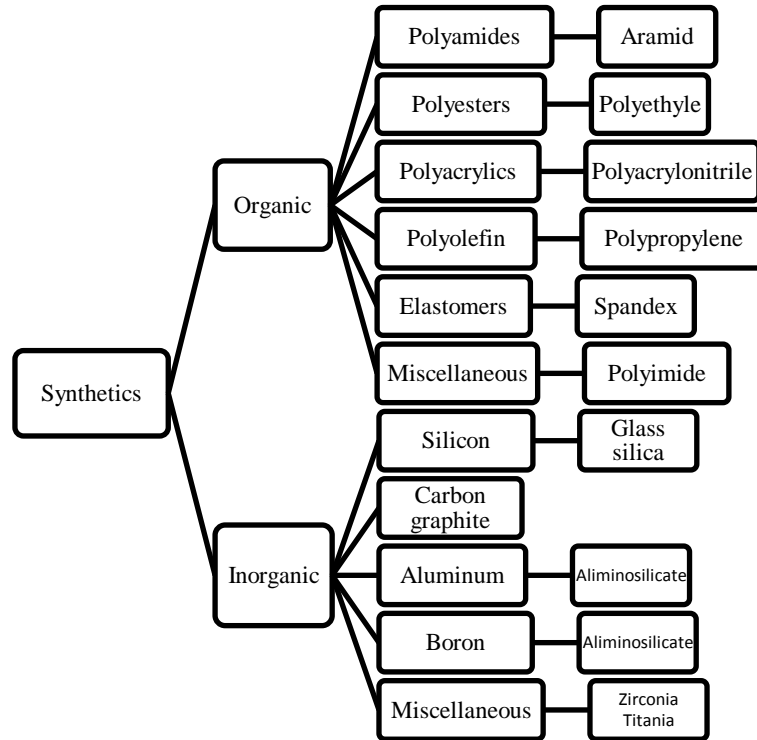 Polyamides
Aramid
Polyesters
Polyethyle
Polyacrylics
Polyacrylonitrile
Organic
Polyolefin
Polypropylene
Elastomers
Spandex
Miscellaneous
Polyimide
Synthetics
Silicon
Glass
silica
Carbon
graphite
Inorganic
Aluminum
Aliminosilicate
Boron
Aliminosilicate
Miscellaneous
Zirconia
Titania